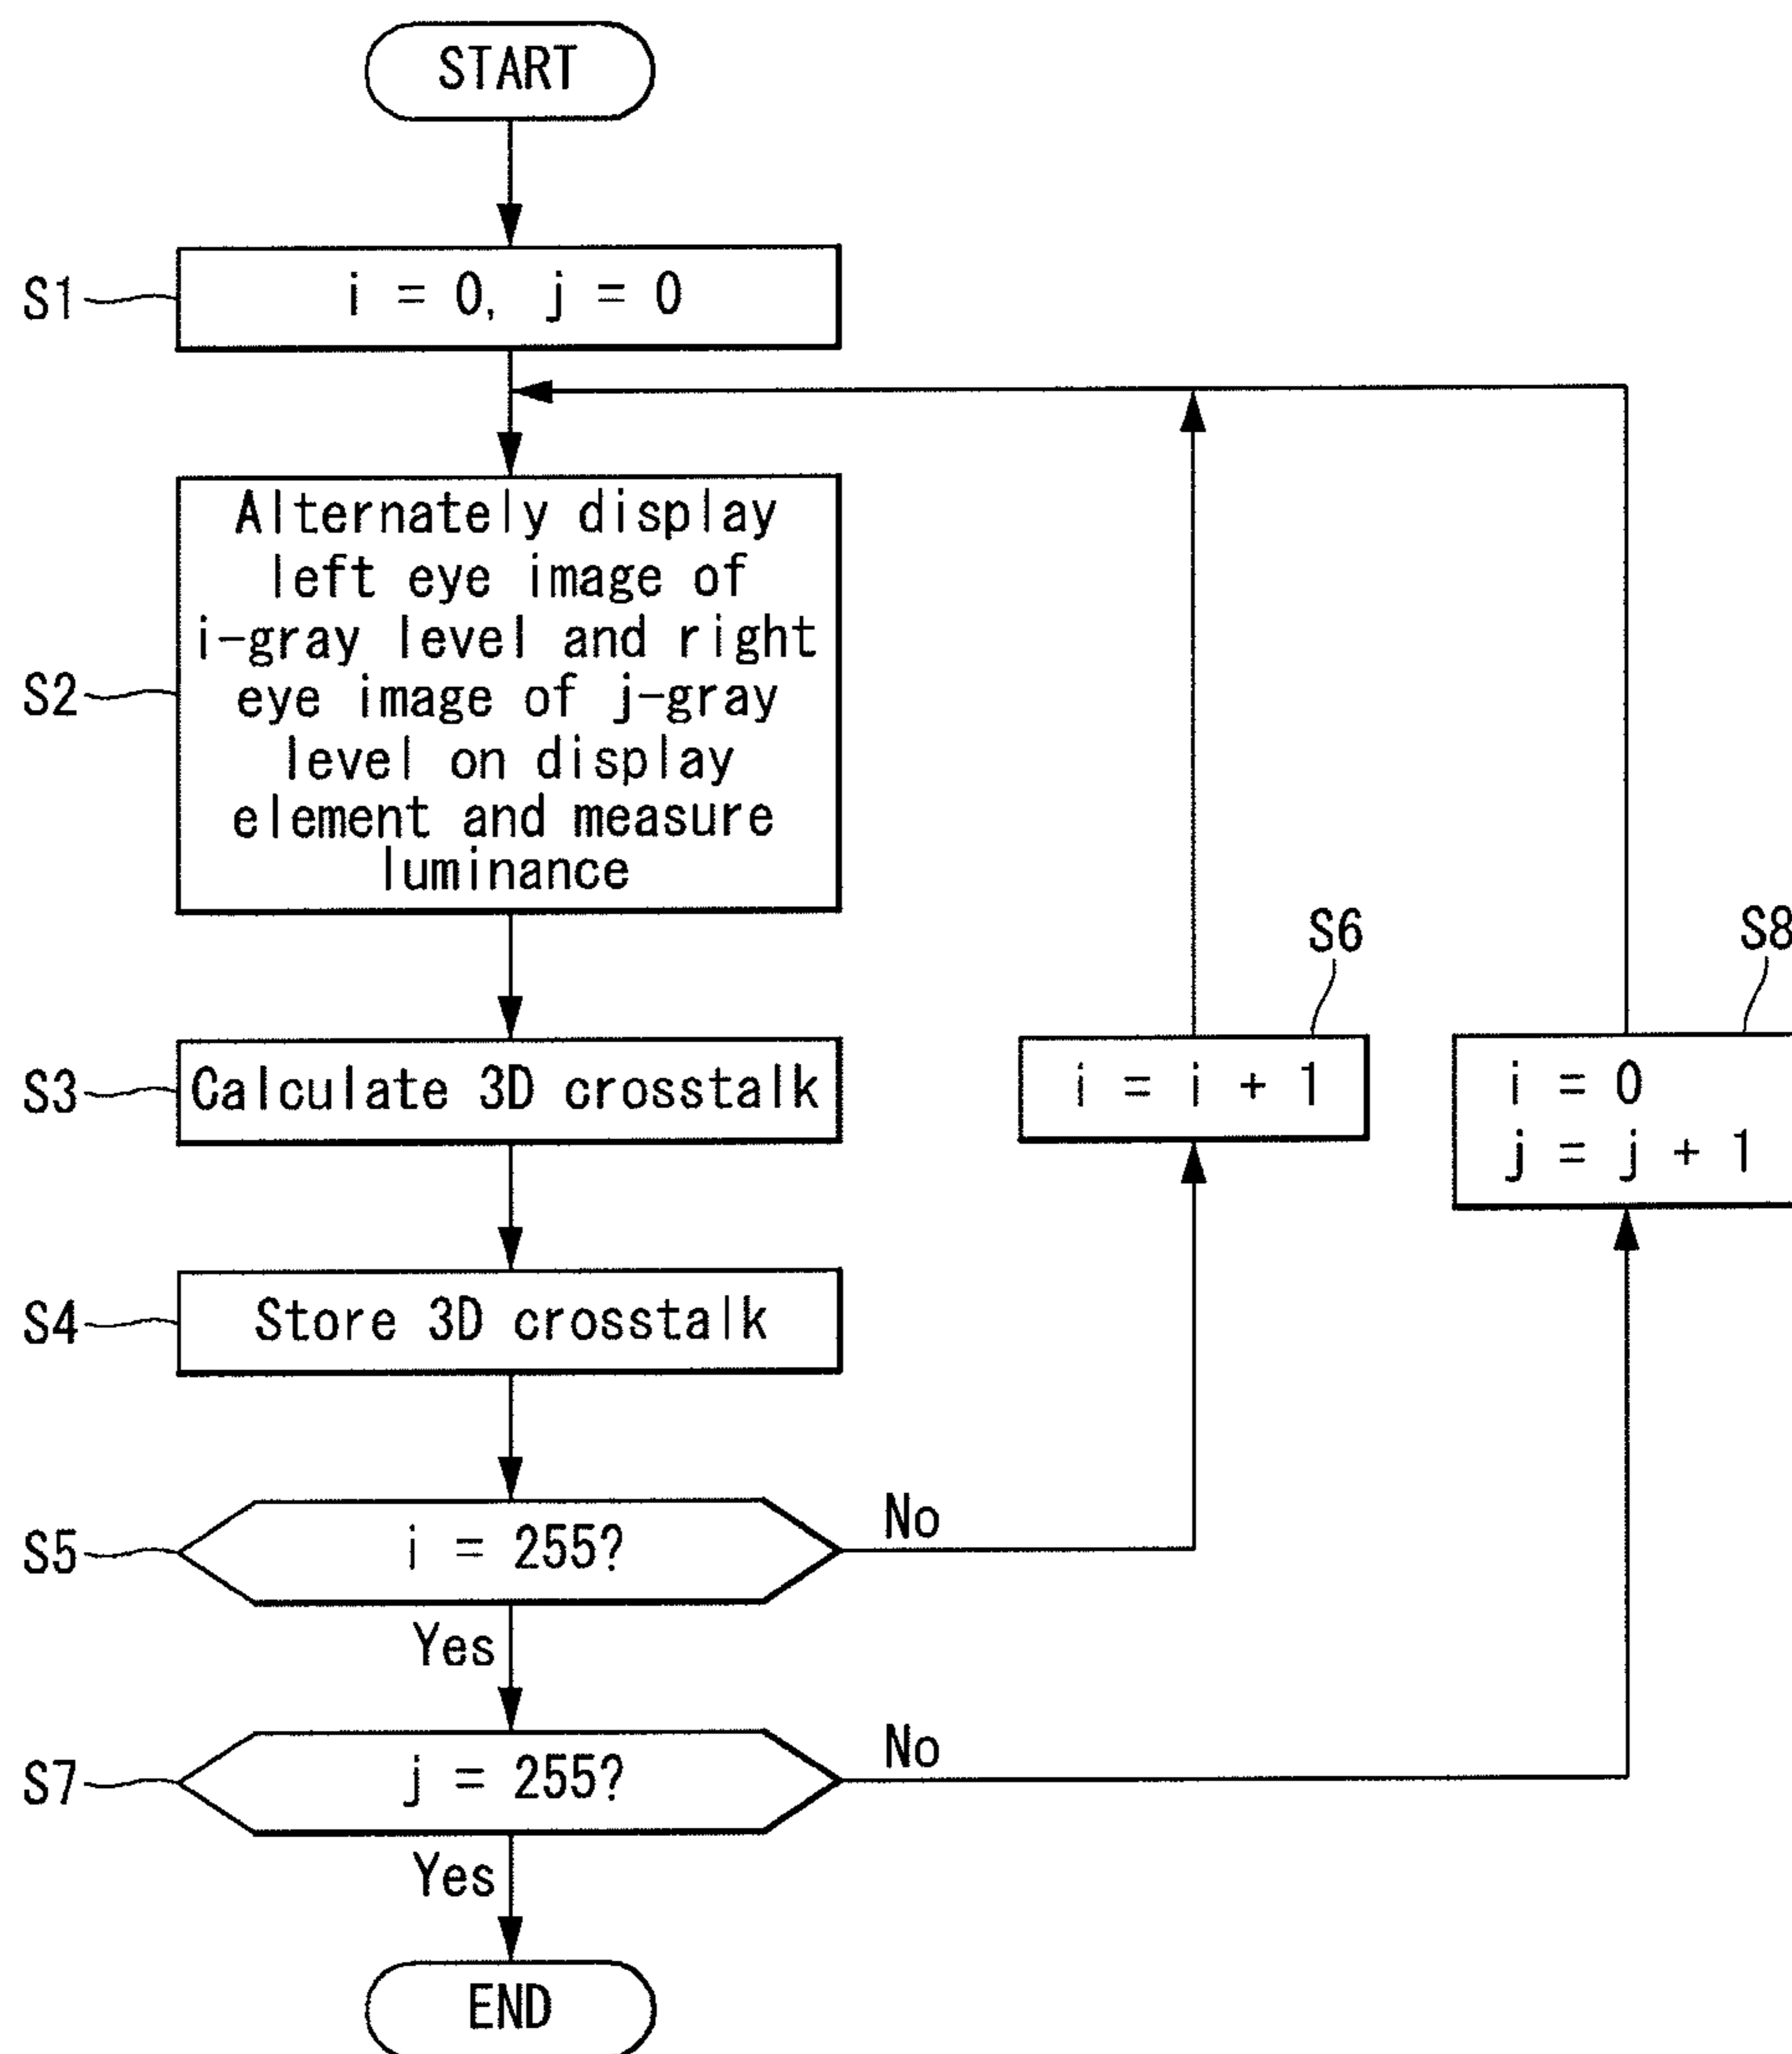 START
S1
i = 0, j = 0
S2
Alternately display
left eye image of
i-gray level and right
eye image of j-gray
level on display
element and measure
luminance
S3
Calculate 3D crosstalk
S6
i = i + 1
S8
i = 0
j = j + 1
S4
Store 3D crosstalk
S5
i = 255?
No
Yes
S7
j = 255?
No
Yes
END